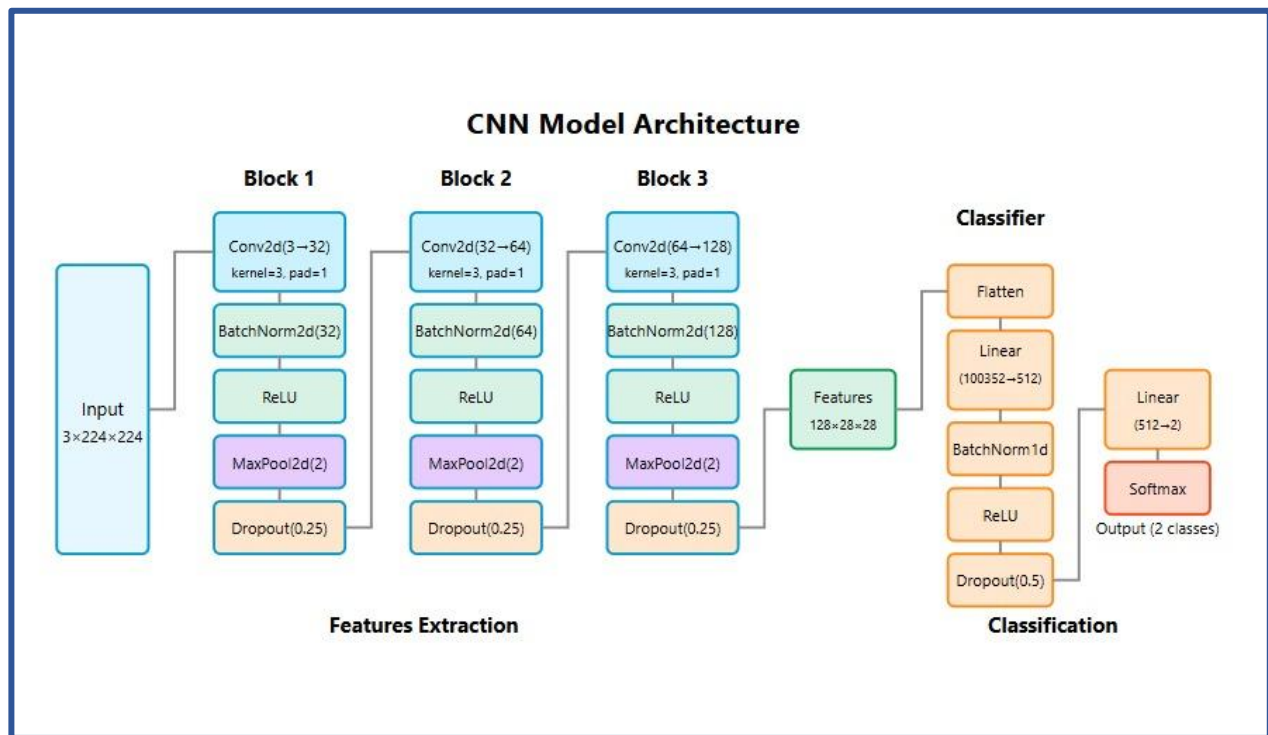 CNN Model Architecture
Block 1
Conv2d(3→32)
kernel=3, pad=1
BatchNorm2d(32)
ReLU
MaxPool2d(2)
Dropout(0.25)
Block 2
Conv2d(32→64)
kernel=3, pad=1
BatchNorm2d(64)
ReLU
MaxPool2d(2)
Dropout(0.25)
Block 3
Conv2d(64→128)
kernel=3, pad=1
BatchNorm2d(128)
ReLU
MaxPool2d(2)
Dropout(0.25)
Input
3×224×224
Features
128×28×28
Classifier
Flatten
Linear
(100352→512)
BatchNorm1d
ReLU
Dropout(0.5)
Linear
(512→2)
Softmax
Output (2 classes)
Features Extraction
Classification